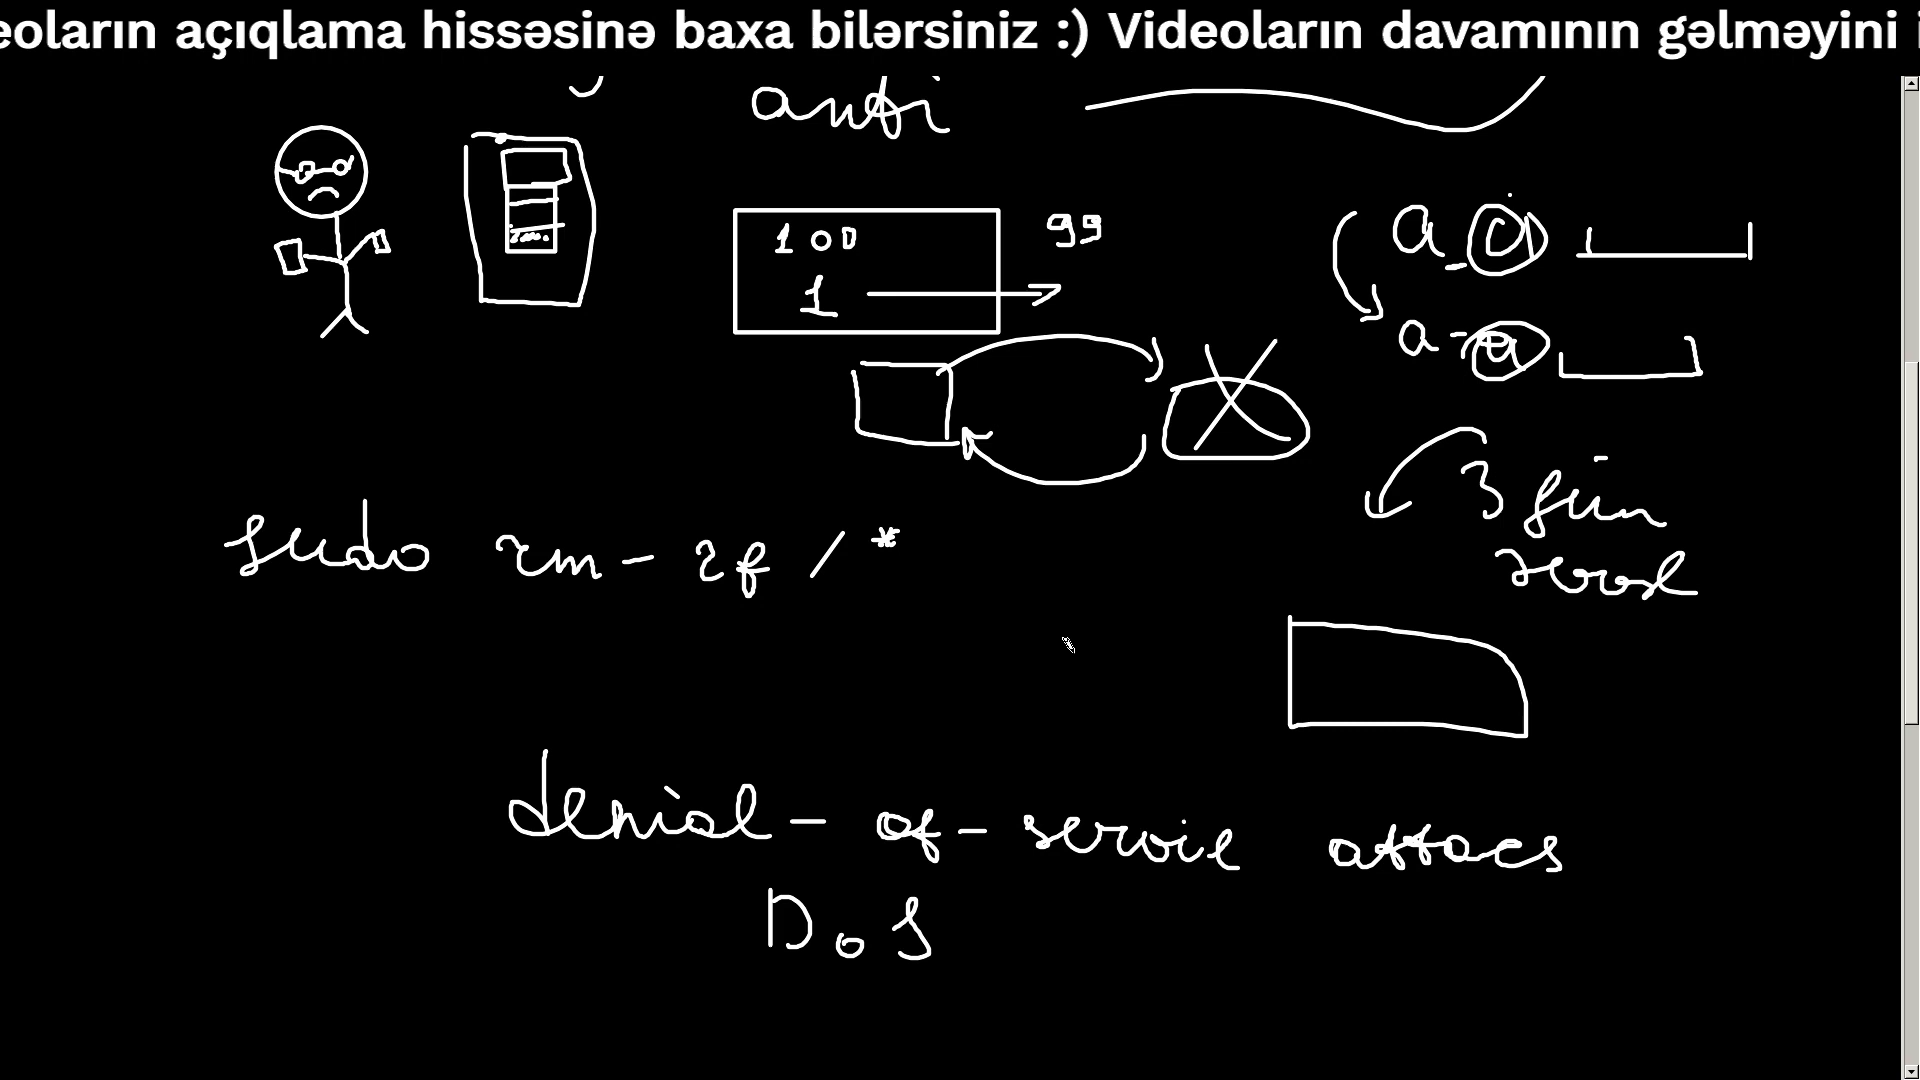 eoların açıqlama hissəsinə baxa bilərsiniz :) Videoların davamının gəlməyini i
anti
100
99
1
a
a
3 gün
sudo rm - rf / *
denial - of - service attacs
DoS